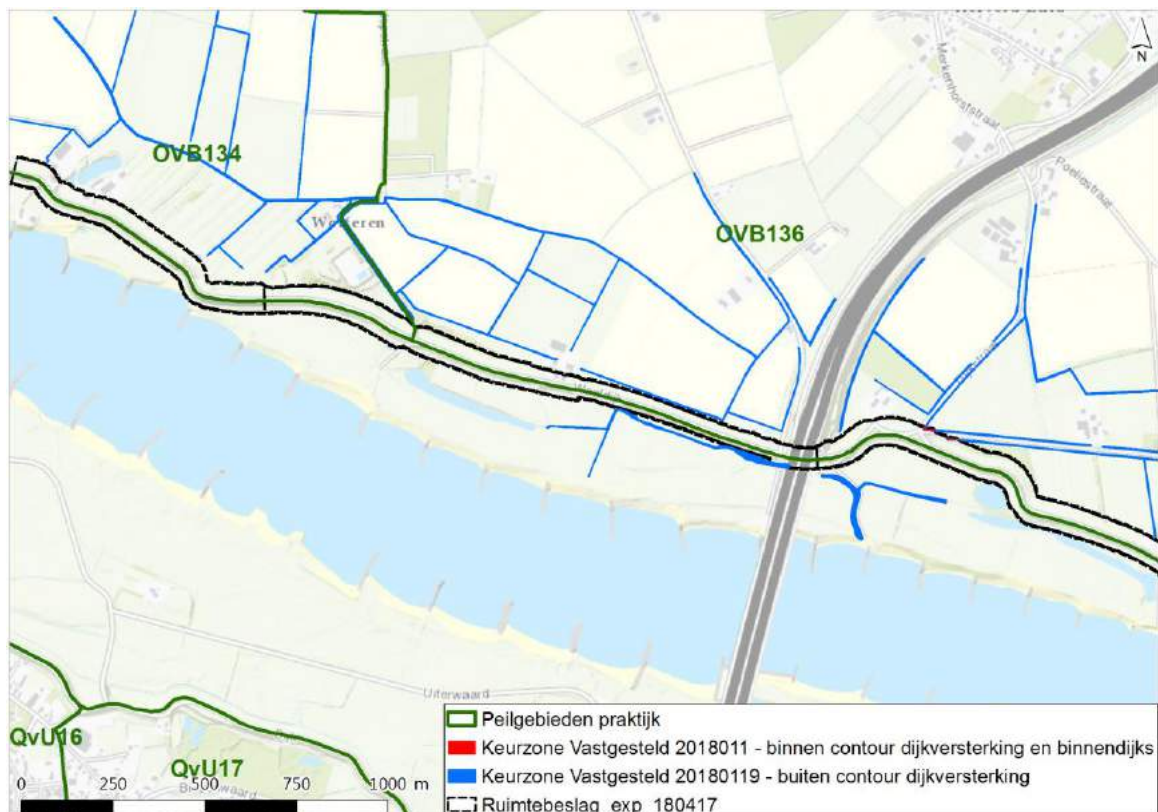 N
Merkenhorststraat
OVB134
Poeliestraat
Wolferen
OVB136
Uiterwaard
QvU16
QvU17
0 250 500 750 1000 m
Peilgebieden praktijk
Keurzone Vastgesteld 2018011 - binnen contour dijkversterking en binnendijks
Keurzone Vastgesteld 20180119 - buiten contour dijkversterking
Ruimtebeslag_exp_180417